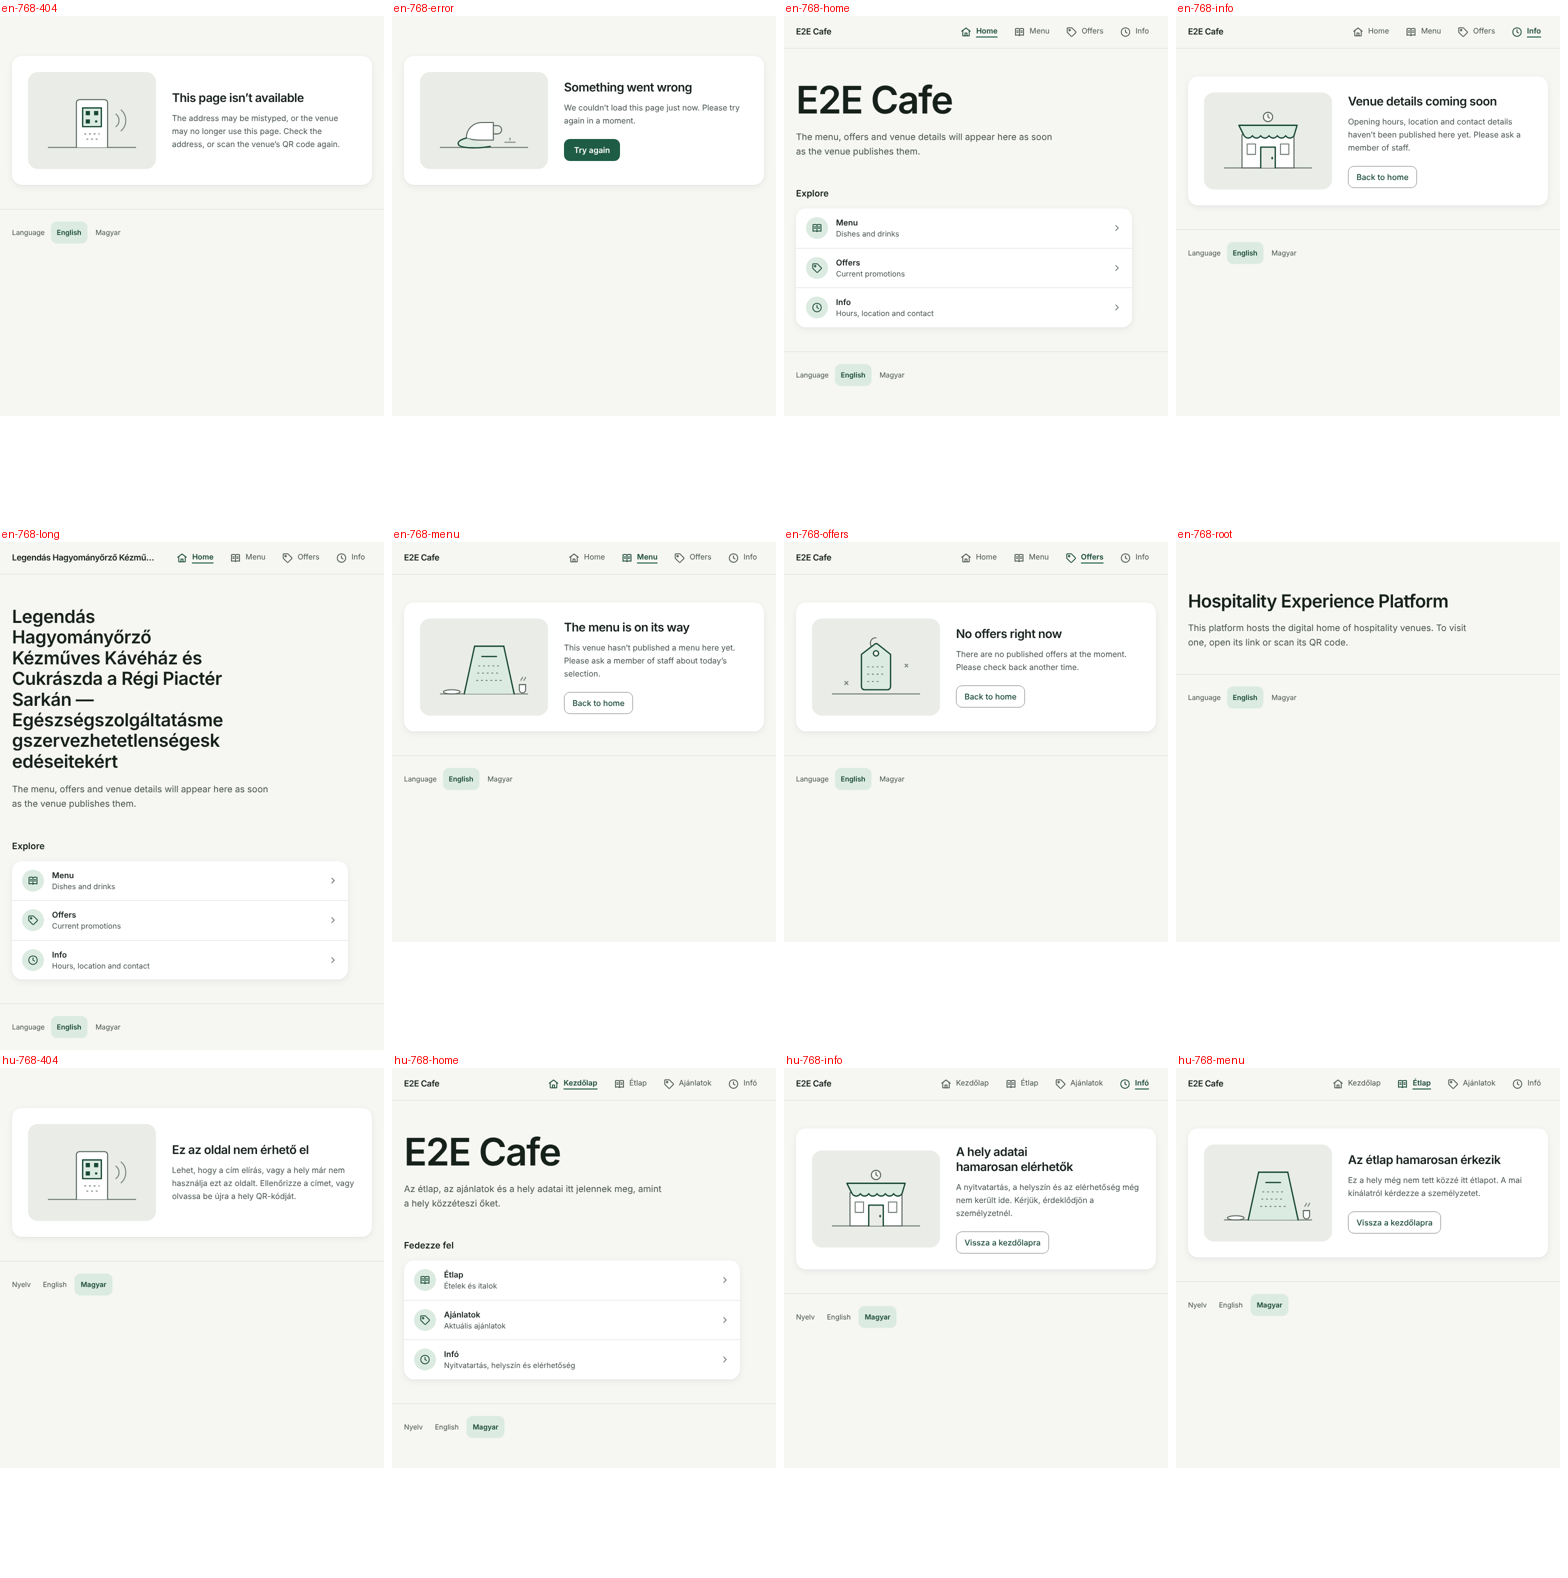 en-768-404
This page isn't available
The address may be mistyped, or the venue
may no longer use this page. Check the
address, or scan the venue's QR code again.
Language English Magyar
en-768-error
Something went wrong
We couldn't load this page just now. Please try
again in a moment.
Try again
en-768-home
E2E Cafe Home Menu Offers Info
E2E Cafe
The menu, offers and venue details will appear here as soon
as the venue publishes them.
Explore
Menu
Dishes and drinks
Offers
Current promotions
Info
Hours, location and contact
Language English Magyar
en-768-info
E2E Cafe Home Menu Offers Info
Venue details coming soon
Opening hours, location and contact details
haven't been published here yet. Please ask a
member of staff.
Back to home
Language English Magyar
en-768-long
Legendás Hagyományőrző Kézmű... Home Menu Offers Info
Legendás
Hagyományőrző
Kézműves Kávéház és
Cukrászda a Régi Piactér
Sarkán —
Egészségszolgáltatásme
gszervezhetetlenségesk
edéseitekért
The menu, offers and venue details will appear here as soon
as the venue publishes them.
Explore
Menu
Dishes and drinks
Offers
Current promotions
Info
Hours, location and contact
Language English Magyar
en-768-menu
E2E Cafe Home Menu Offers Info
The menu is on its way
This venue hasn't published a menu here yet.
Please ask a member of staff about today's
selection.
Back to home
Language English Magyar
en-768-offers
E2E Cafe Home Menu Offers Info
No offers right now
There are no published offers at the moment.
Please check back another time.
Back to home
Language English Magyar
en-768-root
Hospitality Experience Platform
This platform hosts the digital home of hospitality venues. To visit
one, open its link or scan its QR code.
Language English Magyar
hu-768-404
Ez az oldal nem érhető el
Lehet, hogy a cím elírás, vagy a hely már nem
használja ezt az oldalt. Ellenőrizze a címet, vagy
olvassa be újra a hely QR-kódját.
Nyelv English Magyar
hu-768-home
E2E Cafe Kezdőlap Étlap Ajánlatok Infó
E2E Cafe
Az étlap, az ajánlatok és a hely adatai itt jelennek meg, amint
a hely közzéteszi őket.
Fedezze fel
Étlap
Ételek és italok
Ajánlatok
Aktuális ajánlatok
Infó
Nyitvatartás, helyszín és elérhetőség
Nyelv English Magyar
hu-768-info
E2E Cafe Kezdőlap Étlap Ajánlatok Infó
A hely adatai
hamarosan elérhetők
A nyitvatartás, a helyszín és az elérhetőség még
nem került ide. Kérjük, érdeklődjön a
személyzetnél.
Vissza a kezdőlapra
Nyelv English Magyar
hu-768-menu
E2E Cafe Kezdőlap Étlap Ajánlatok Infó
Az étlap hamarosan érkezik
Ez a hely még nem tett közzé itt étlapot. A mai
kínálatról kérdezze a személyzetet.
Vissza a kezdőlapra
Nyelv English Magyar